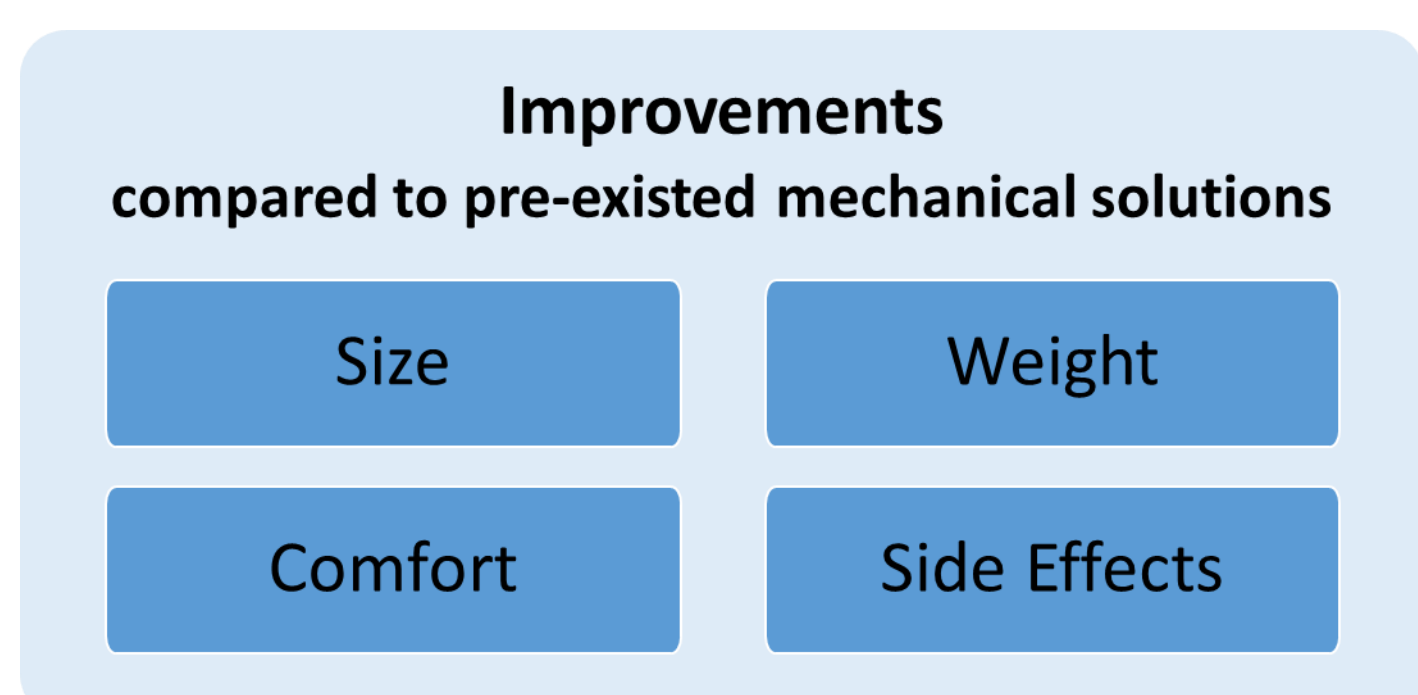 Improvements
compared to pre-existed mechanical solutions
Size
Weight
Comfort
Side Effects